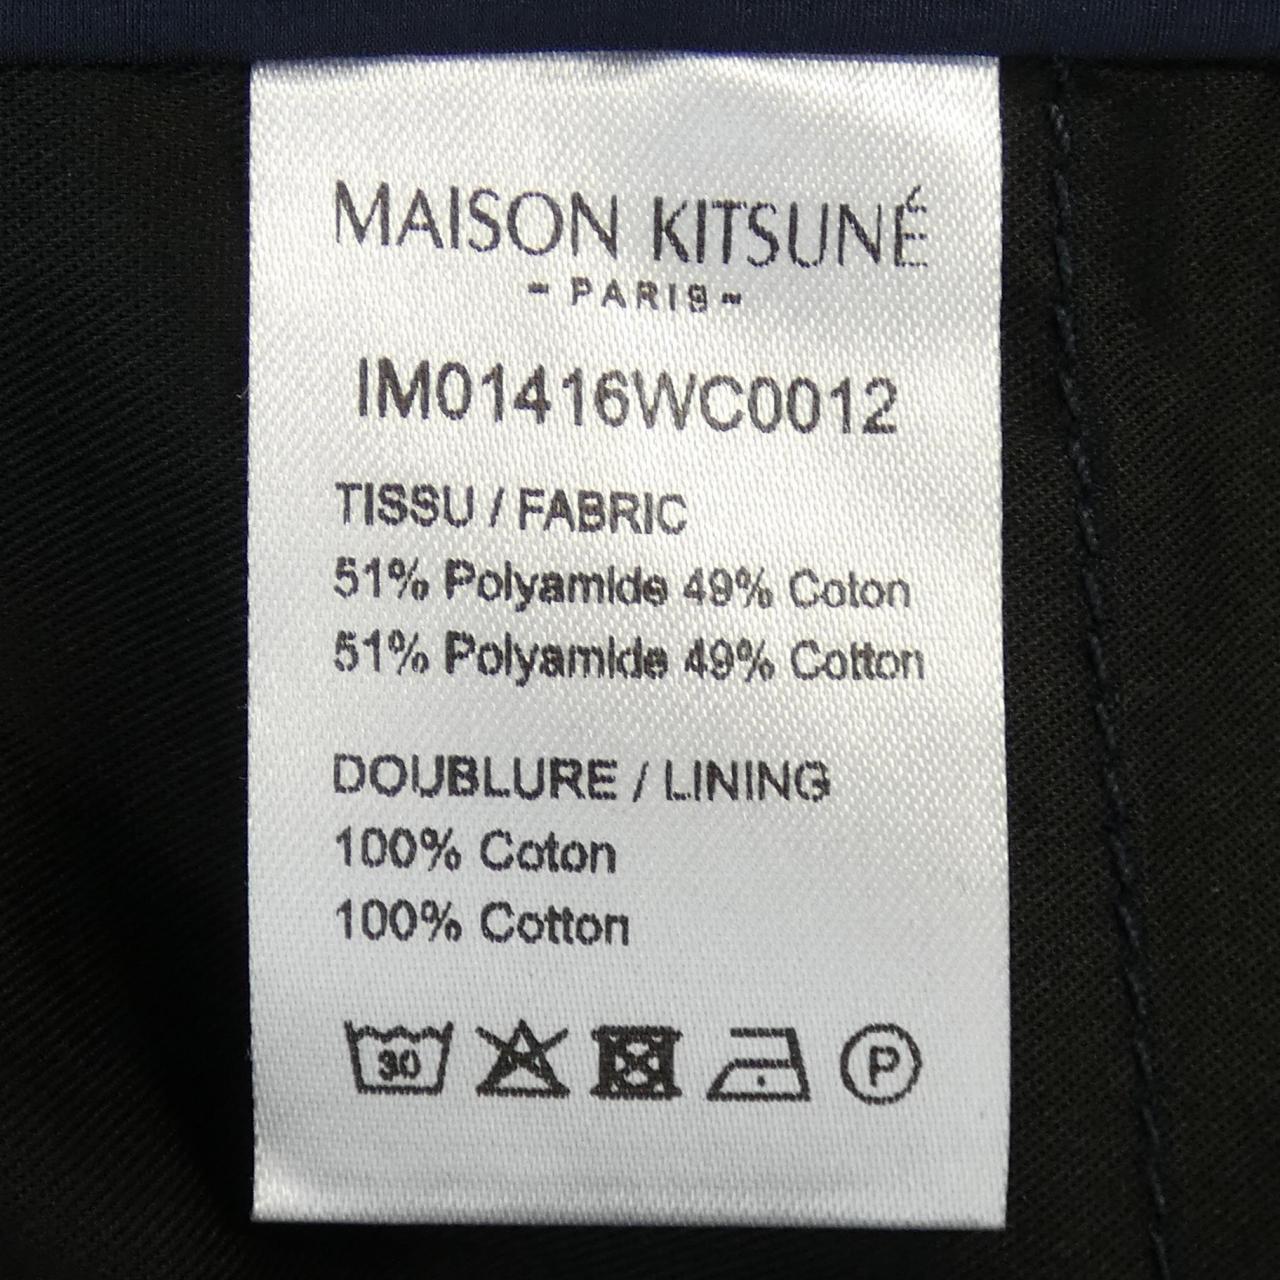 MAISON KITSUNÉ
- PARIS -
IM01416WC0012
TISSU / FABRIC
51% Polyamide 49% Coton
51% Polyamide 49% Cotton
DOUBLURE / LINING
100% Coton
100% Cotton
30 P